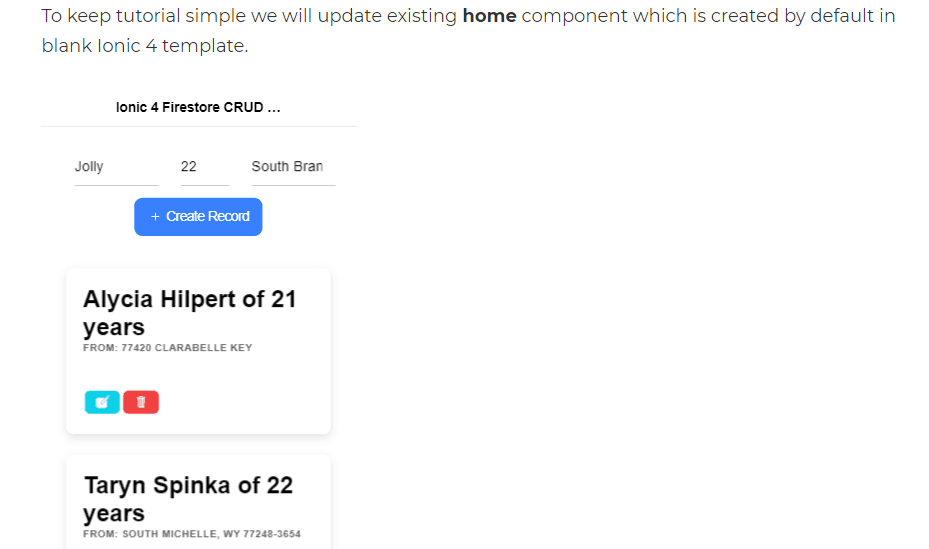 To keep tutorial simple we will update existing home component which is created by default in
blank Ionic 4 template.
Ionic 4 Firestore CRUD ...
Jolly 22 South Bran
+ Create Record
Alycia Hilpert of 21
years
FROM: 77420 CLARABELLE KEY
Taryn Spinka of 22
years
FROM: SOUTH MICHELLE, WY 77248-3654